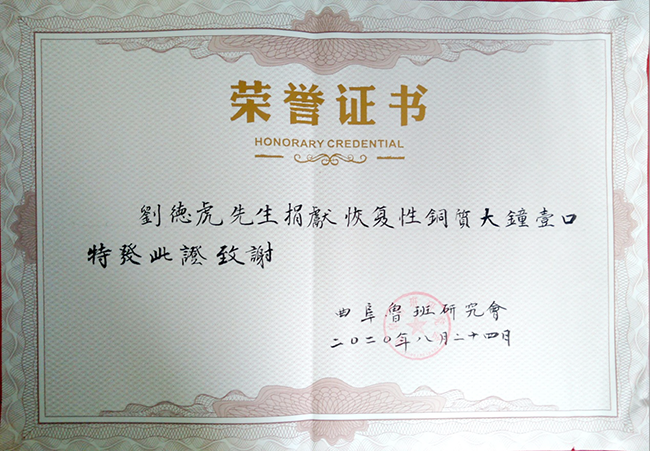 荣誉证书
HONORARY CREDENTIAL
劉德虎先生捐獻恢复性銅質大鐘壹口
特發此證致謝
曲阜魯班研究會
二〇二〇年八月二十四日